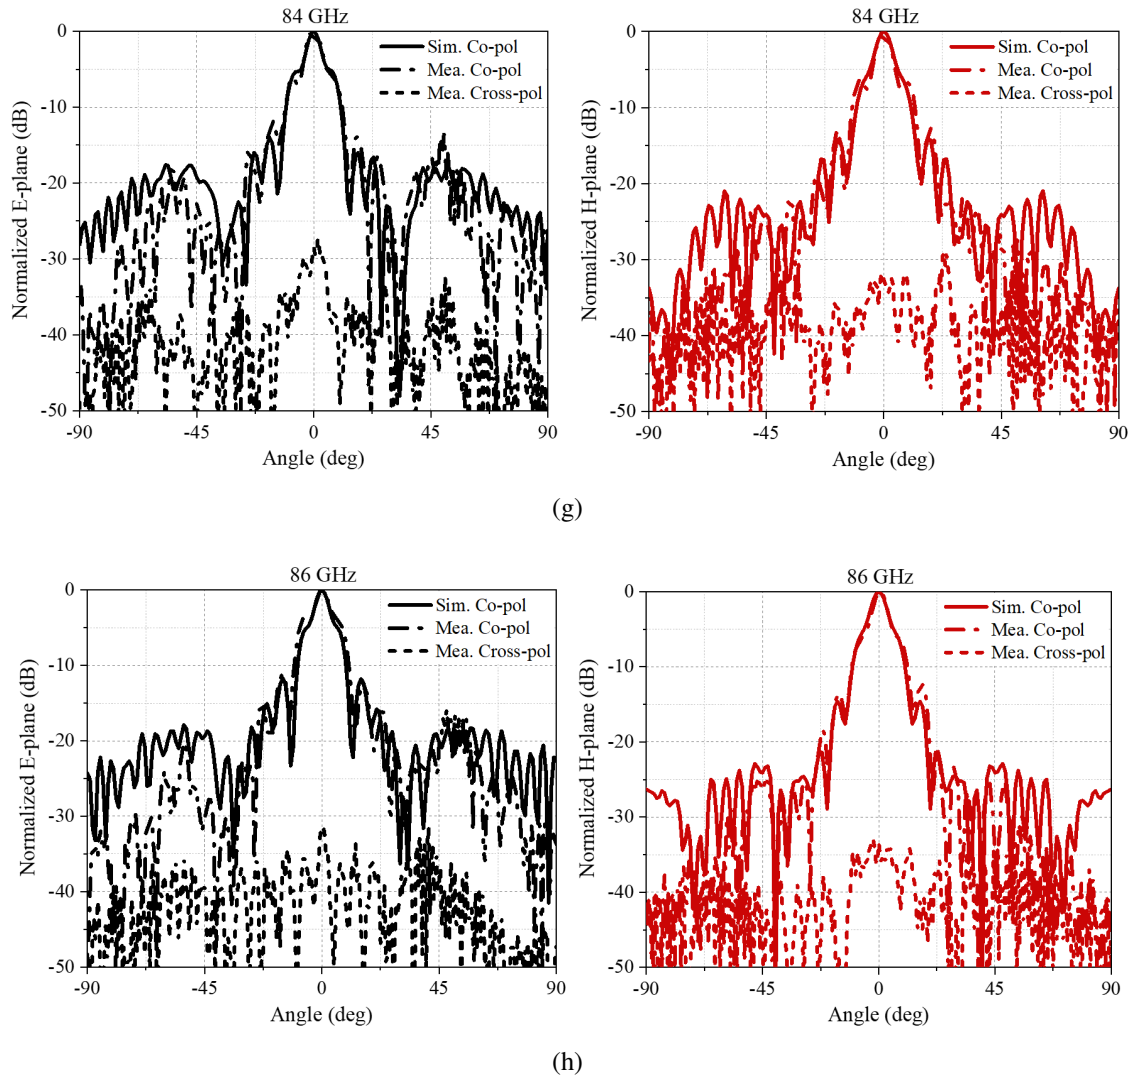 84 GHz
0
-10
-20
-30
-40
-50
Normalized E-plane (dB)
Sim. Co-pol
Mea. Co-pol
Mea. Cross-pol
-90
-45
0
45
90
Angle (deg)
84 GHz
0
-10
-20
-30
-40
-50
Normalized H-plane (dB)
Sim. Co-pol
Mea. Co-pol
Mea. Cross-pol
-90
-45
0
45
90
Angle (deg)
(g)
86 GHz
0
-10
-20
-30
-40
-50
Normalized E-plane (dB)
Sim. Co-pol
Mea. Co-pol
Mea. Cross-pol
-90
-45
0
45
90
Angle (deg)
86 GHz
0
-10
-20
-30
-40
-50
Normalized H-plane (dB)
Sim. Co-pol
Mea. Co-pol
Mea. Cross-pol
-90
-45
0
45
90
Angle (deg)
(h)